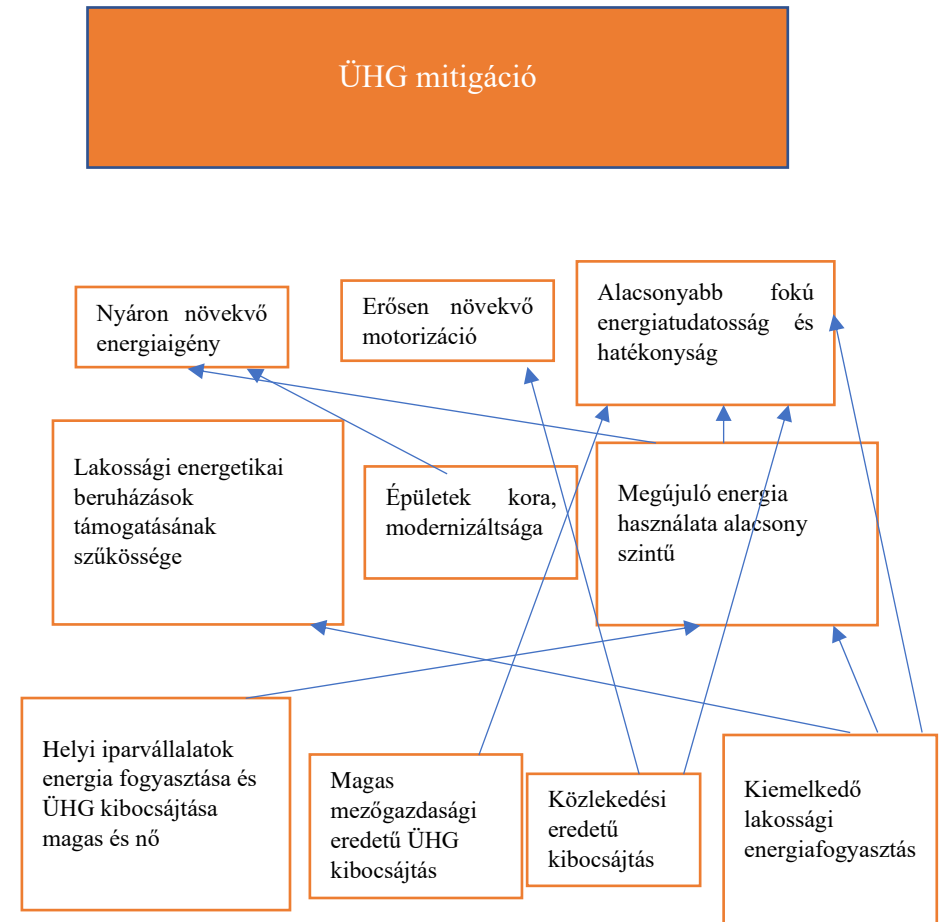 ÜHG mitigáció
Nyáron növekvő
energiaigény
Erősen növekvő
motorizáció
Alacsonyabb fokú
energiatudatosság és
hatékonyság
Lakossági energetikai
beruházások
támogatásának
szűkössége
Épületek kora,
modernizáltsága
Megújuló energia
használata alacsony
szintű
Helyi iparvállalatok
energia fogyasztása és
ÜHG kibocsájtása
magas és nő
Magas
mezőgazdasági
eredetű ÜHG
kibocsájtás
Közlekedési
eredetű
kibocsájtás
Kiemelkedő
lakossági
energiafogyasztás